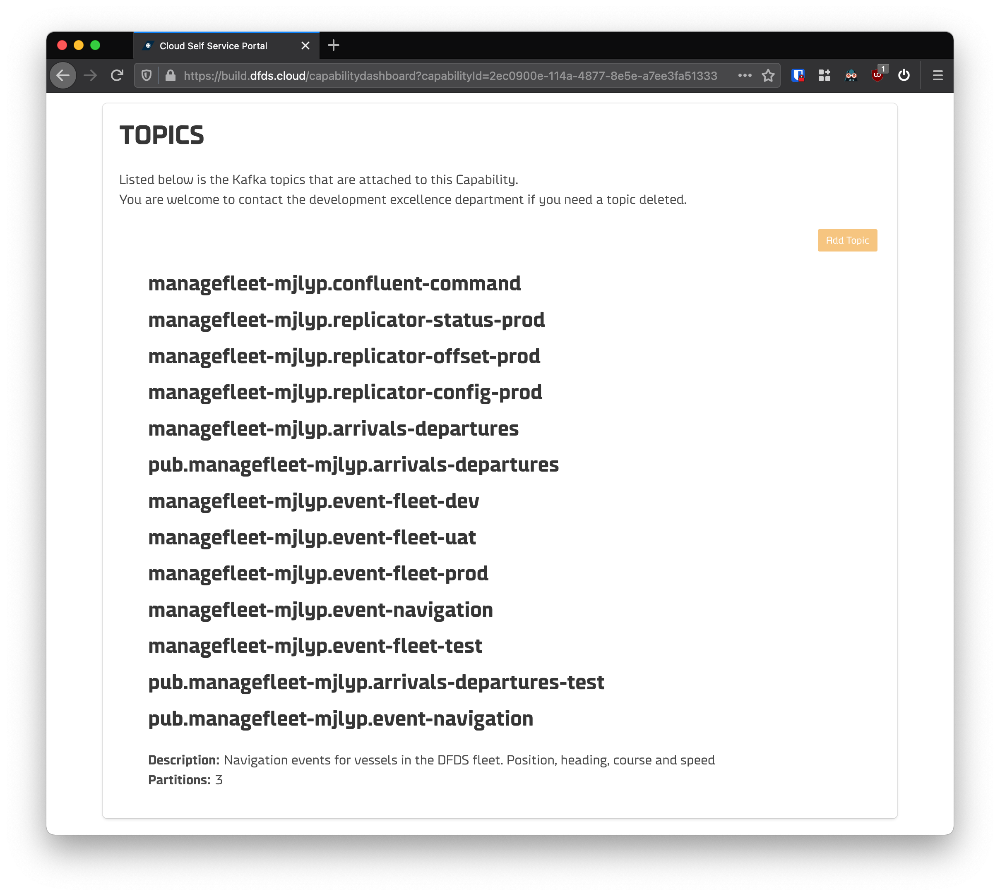 Cloud Self Service Portal
https://build.dfds.cloud/capabilitydashboard?capabilityId=2ec0900e-114a-4877-8e5e-a7ee3fa51333
1
TOPICS
Listed below is the Kafka topics that are attached to this Capability.
You are welcome to contact the development excellence department if you need a topic deleted.
Add Topic
managefleet-mjlyp.confluent-command
managefleet-mjlyp.replicator-status-prod
managefleet-mjlyp.replicator-offset-prod
managefleet-mjlyp.replicator-config-prod
managefleet-mjlyp.arrivals-departures
pub.managefleet-mjlyp.arrivals-departures
managefleet-mjlyp.event-fleet-dev
managefleet-mjlyp.event-fleet-uat
managefleet-mjlyp.event-fleet-prod
managefleet-mjlyp.event-navigation
managefleet-mjlyp.event-fleet-test
pub.managefleet-mjlyp.arrivals-departures-test
pub.managefleet-mjlyp.event-navigation
Description: Navigation events for vessels in the DFDS fleet. Position, heading, course and speed
Partitions: 3